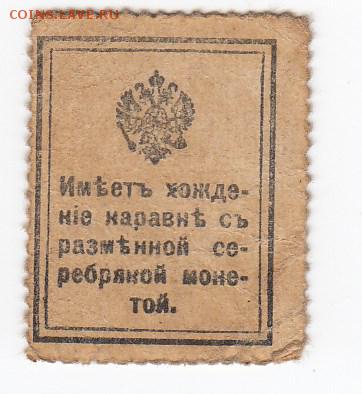 COINS.LAVE.RU
Имѣетъ хожде-
ніе наравнѣ съ
размѣнной се-
ребряной моне-
той.